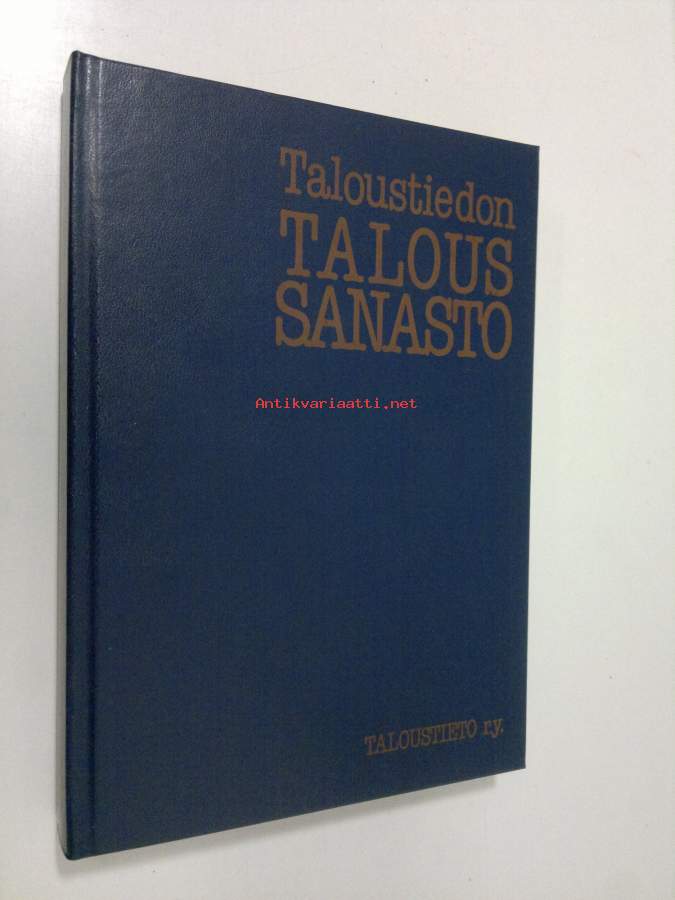 Taloustiedon
TALOUS
SANASTO
Antikvariaatti.net
TALOUSTIETO r.y.